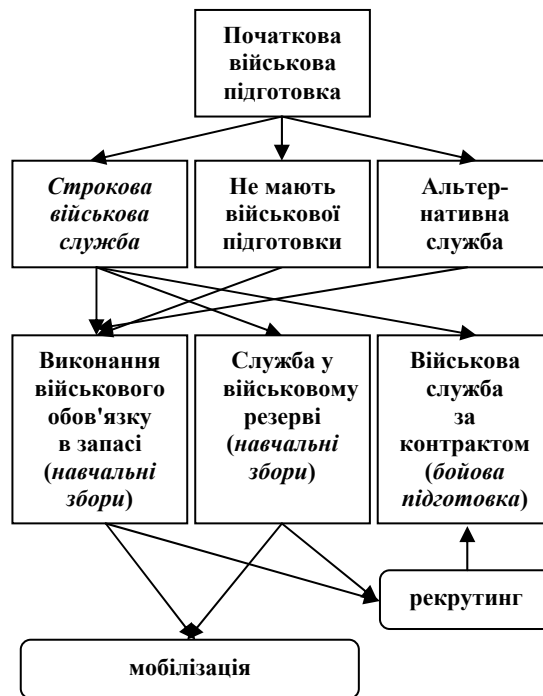 Початкова
військова
підготовка
Строкова
військова
служба
Не мають
військової
підготовки
Альтер-
нативна
служба
Виконання
військового
обов'язку
в запасі
(навчальні
збори)
Служба у
військовому
резерві
(навчальні
збори)
Військова
служба
за
контрактом
(бойова
підготовка)
рекрутинг
мобілізація